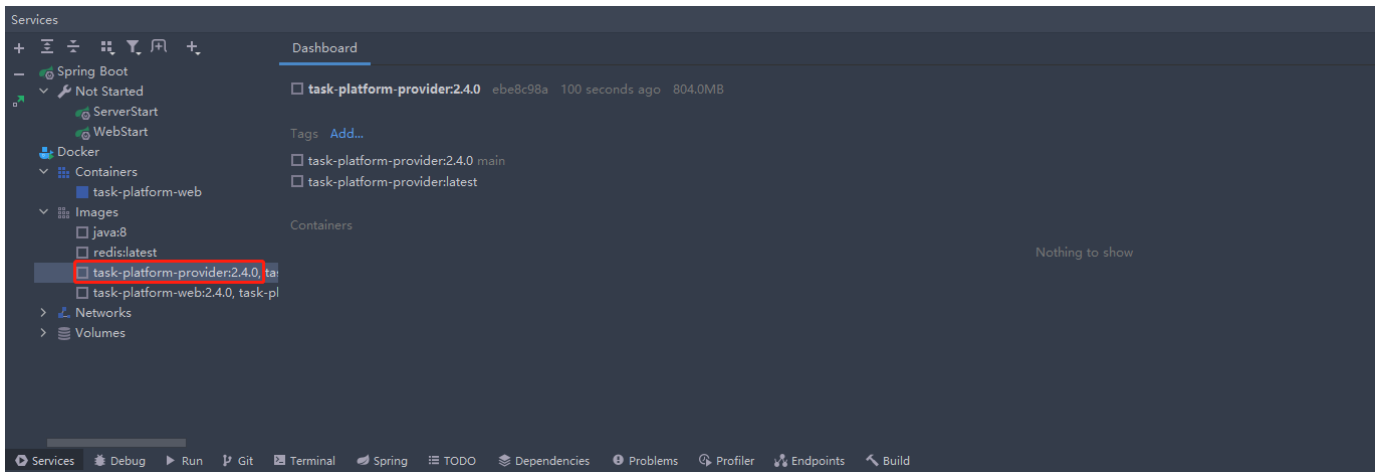 Services
Dashboard
Spring Boot
Not Started
ServerStart
WebStart
Docker
Containers
task-platform-web
Images
java:8
redis:latest
task-platform-provider:2.4.0, tas
task-platform-web:2.4.0, task-pl
Networks
Volumes
task-platform-provider:2.4.0 ebe8c98a 100 seconds ago 804.0MB
Tags Add...
task-platform-provider:2.4.0 main
task-platform-provider:latest
Containers
Nothing to show
Services Debug Run Git Terminal Spring TODO Dependencies Problems Profiler Endpoints Build